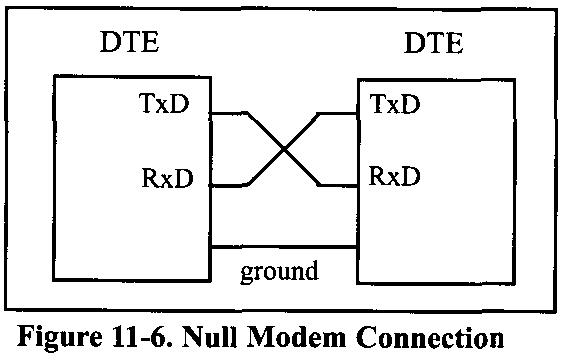 DTE DTE
TxD TxD
RxD RxD
ground
Figure 11-6. Null Modem Connection